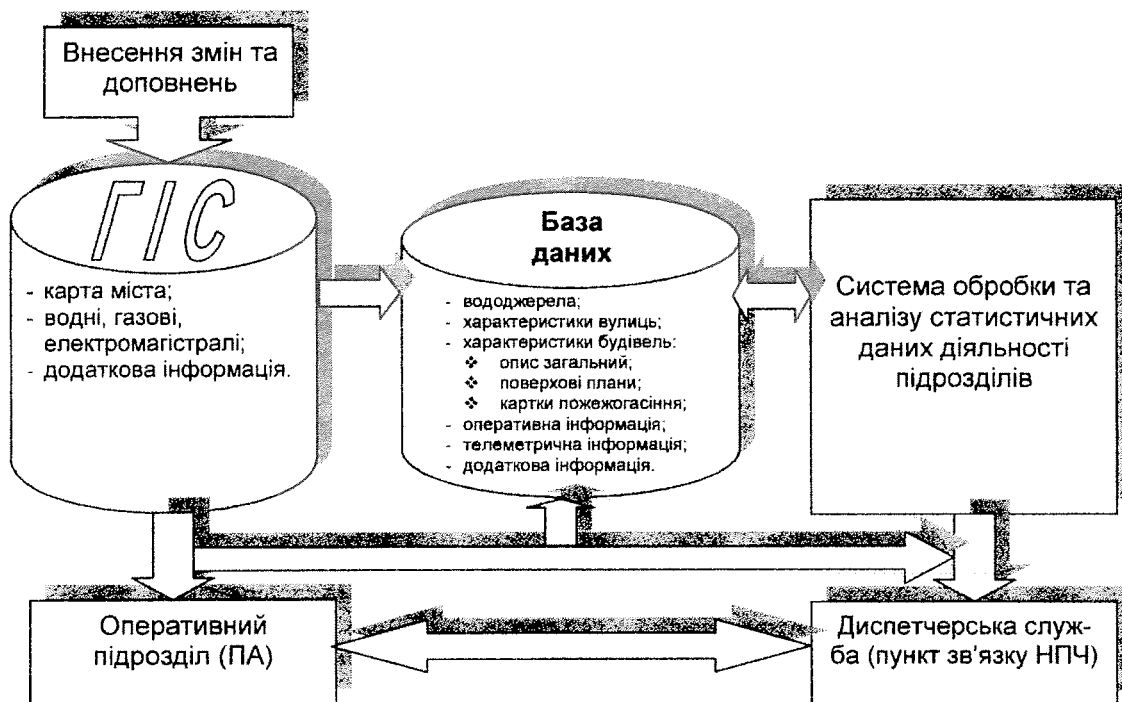 Внесення змін та
доповнень
ГІС
- карта міста;
- водні, газові,
електромагістралі;
- додаткова інформація.
База
даних
- вододжерела;
- характеристики вулиць;
- характеристики будівель:
❖ опис загальний;
❖ поверхові плани;
❖ картки пожежогасіння;
- оперативна інформація;
- телеметрична інформація;
- додаткова інформація.
Система обробки та
аналізу статистичних
даних діяльності
підрозділів
Оперативний
підрозділ (ПА)
Диспетчерська служ-
ба (пункт зв'язку НПЧ)